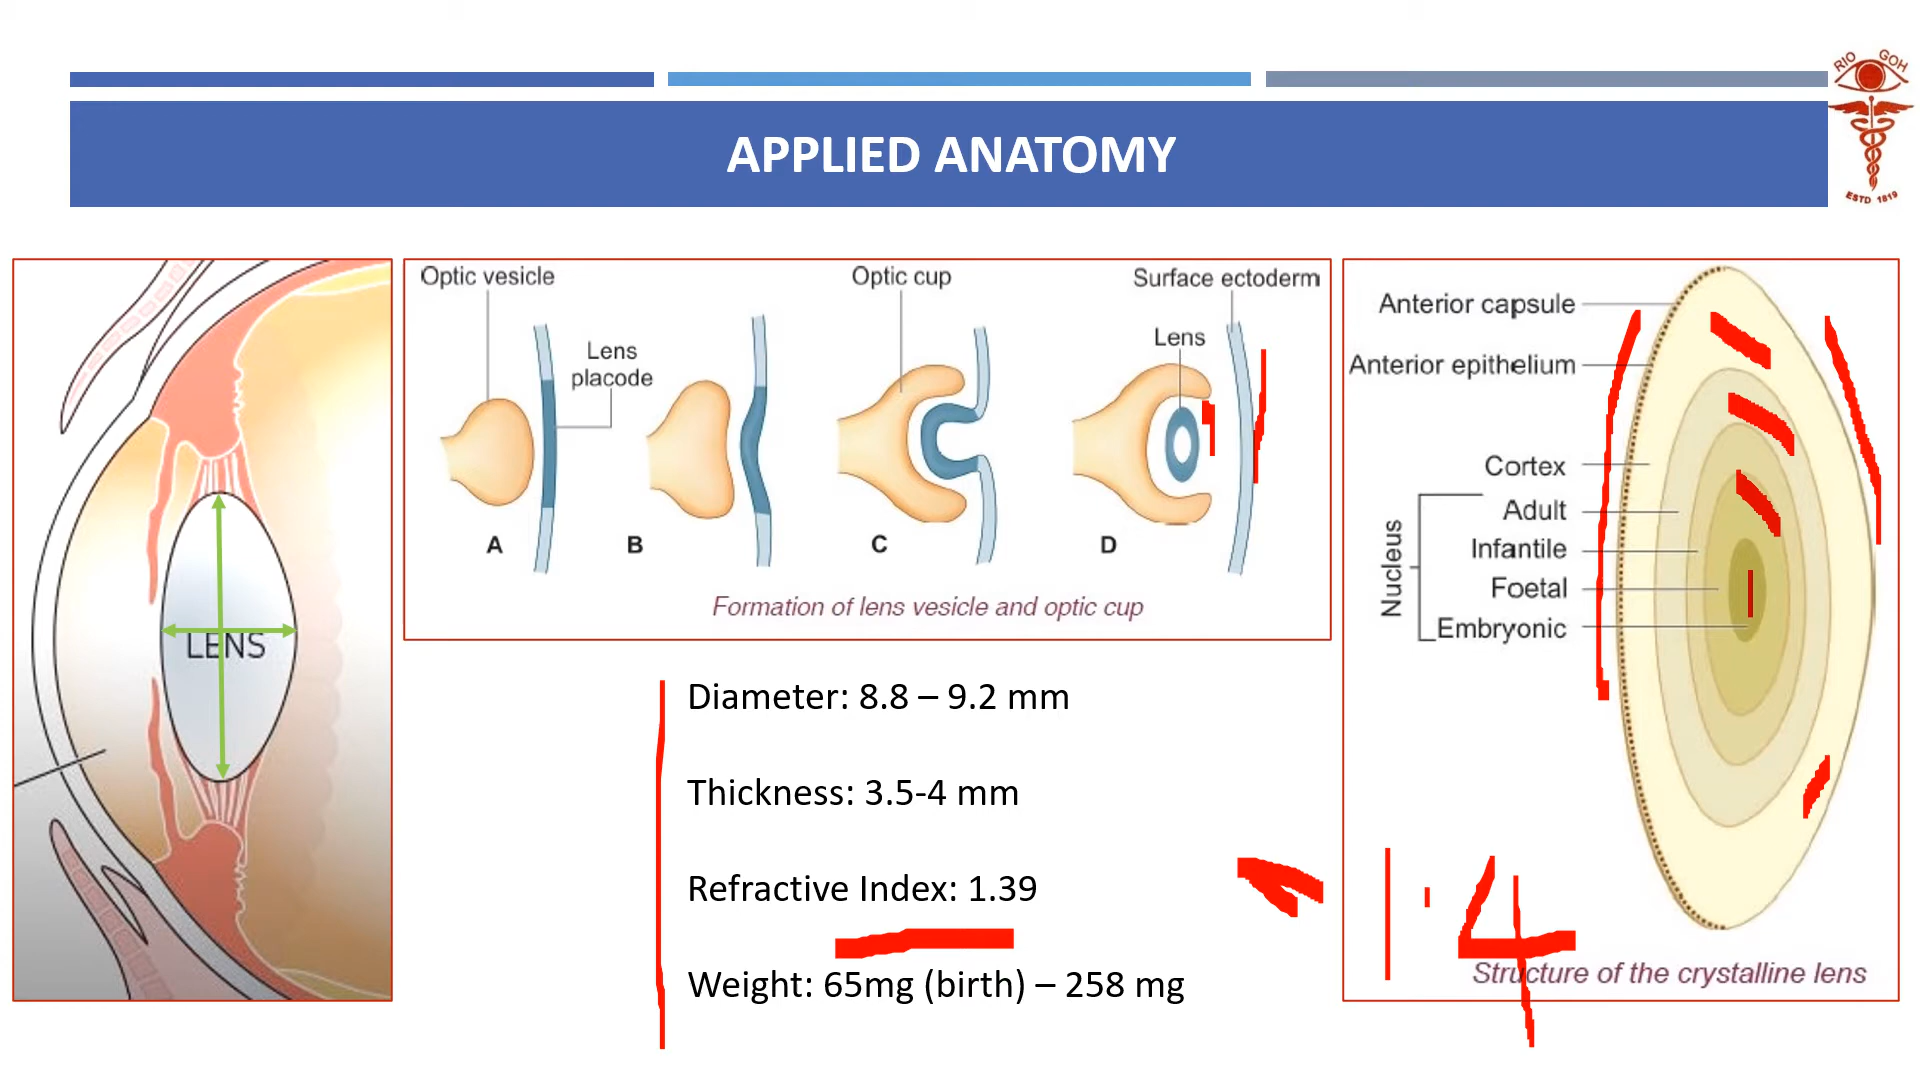 RIO GOH
ESTD 1819
APPLIED ANATOMY
LENS
Optic vesicle
Lens
placode
Optic cup
Surface ectoderm
Lens
A B C D
Formation of lens vesicle and optic cup
Diameter: 8.8 – 9.2 mm
Thickness: 3.5-4 mm
Refractive Index: 1.39
Weight: 65mg (birth) – 258 mg
Anterior capsule
Anterior epithelium
Cortex
Nucleus
Adult
Infantile
Foetal
Embryonic
1.4
Structure of the crystalline lens